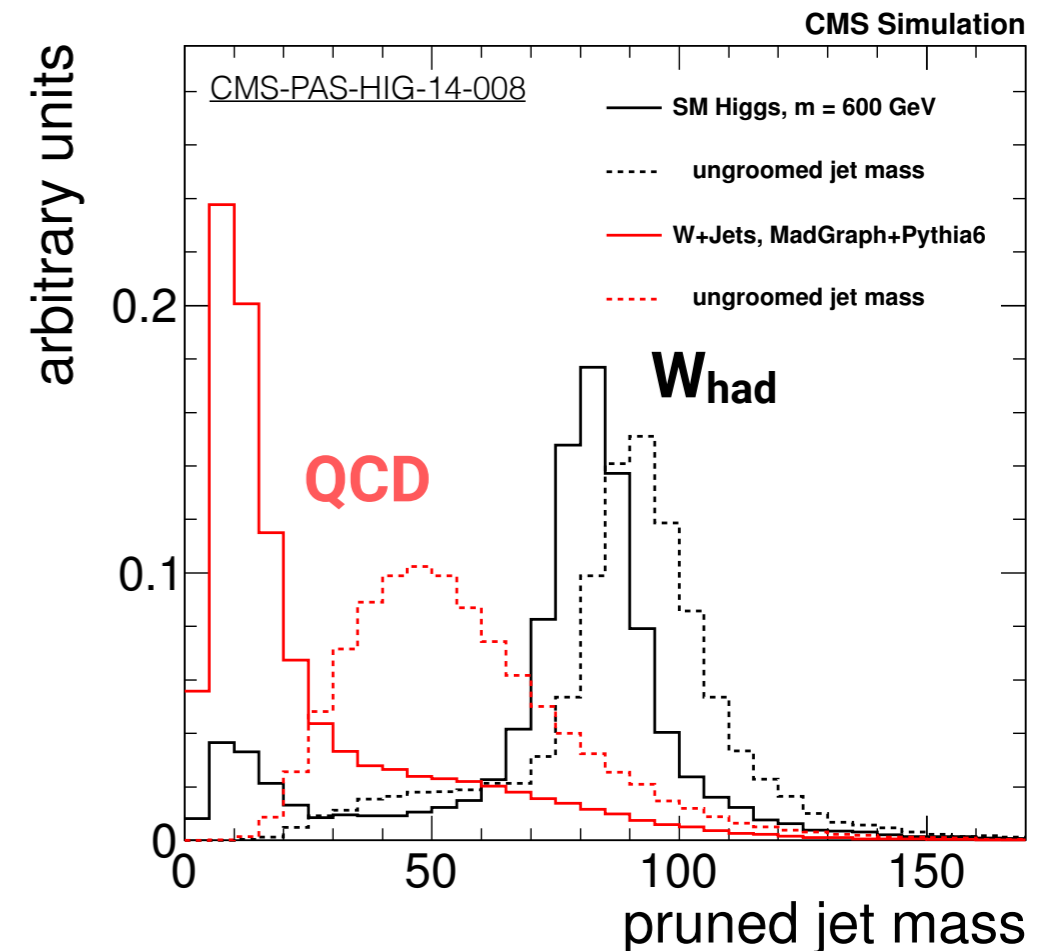 CMS Simulation
CMS-PAS-HIG-14-008
SM Higgs, m = 600 GeV
ungroomed jet mass
W+Jets, MadGraph+Pythia6
ungroomed jet mass
arbitrary units
0.2
W_had
QCD
0.1
0
0 50 100 150
pruned jet mass